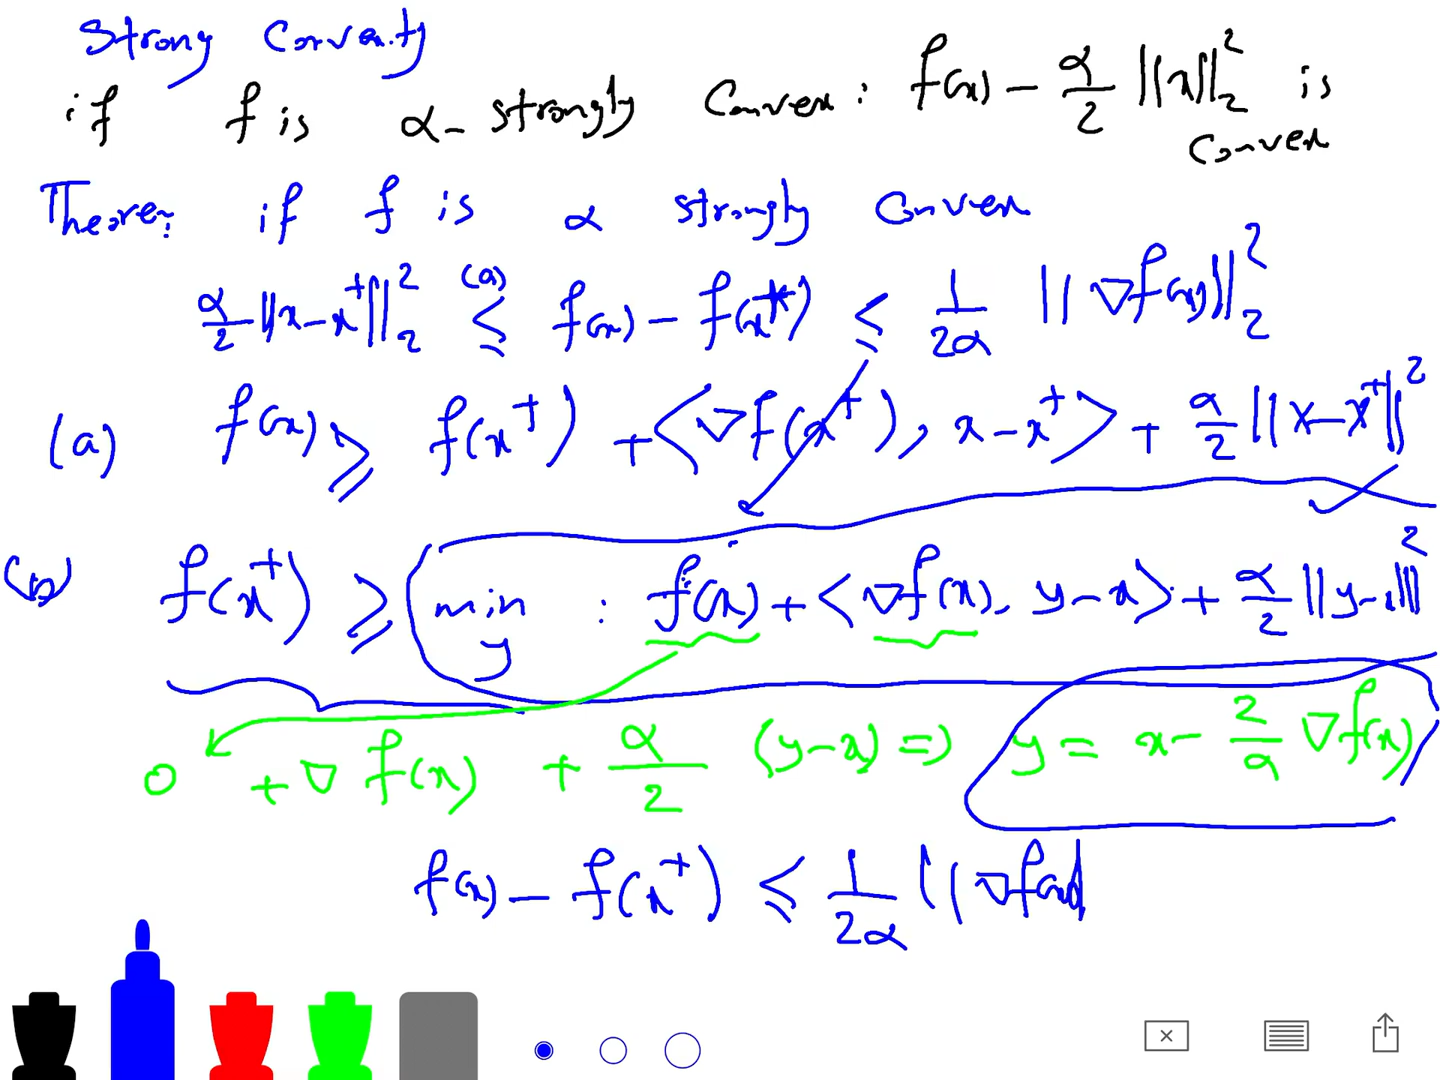 Strong Convexity
if f is α- strongly Convex : f(x) - α/2 ||x||₂² is
Convex
Theorem: if f is α strongly Convex
α/2 ||x-x⁺||₂² ≤ (a) f(x) - f(x*) ≤ 1/2α ||∇f(x)||₂²
(a) f(x) ≥ f(x⁺) + <∇f(x⁺), x-x⁺> + α/2 ||x-x⁺||²
(b) f(x⁺) ≥ min y : f(x) + <∇f(x), y-x> + α/2 ||y-x||²
0 + ∇f(x) + α/2 (y-x) => y = x - 2/α ∇f(x)
f(x) - f(x⁺) ≤ 1/2α ||∇f(x)